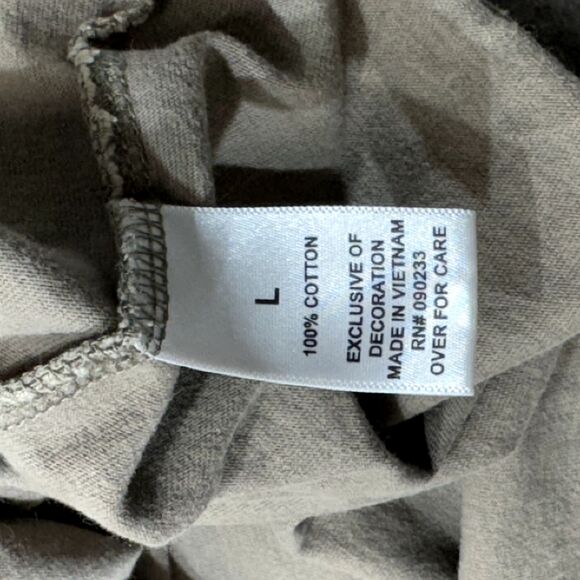 L
100% COTTON
EXCLUSIVE OF
DECORATION
MADE IN VIETNAM
RN# 090233
OVER FOR CARE